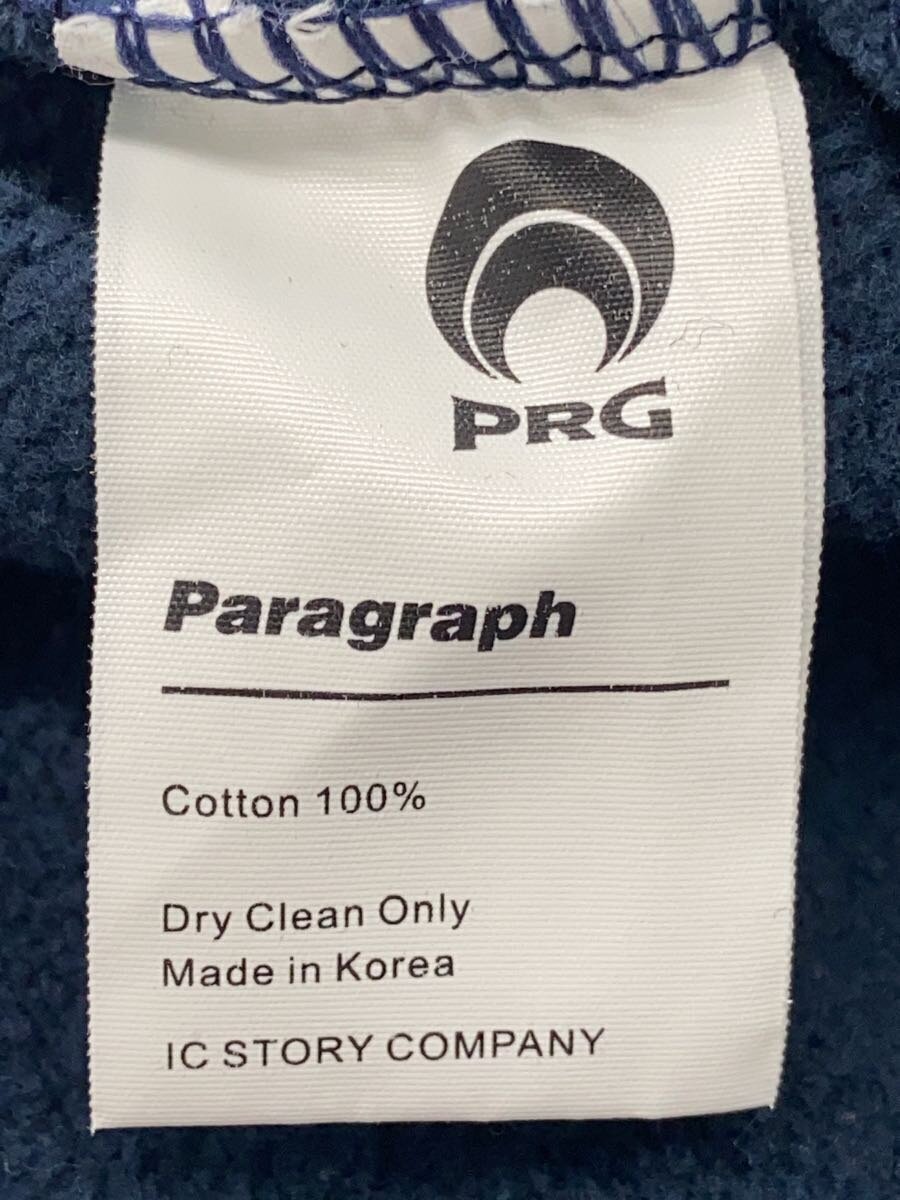 PRG
Paragraph
Cotton 100%
Dry Clean Only
Made in Korea
IC STORY COMPANY